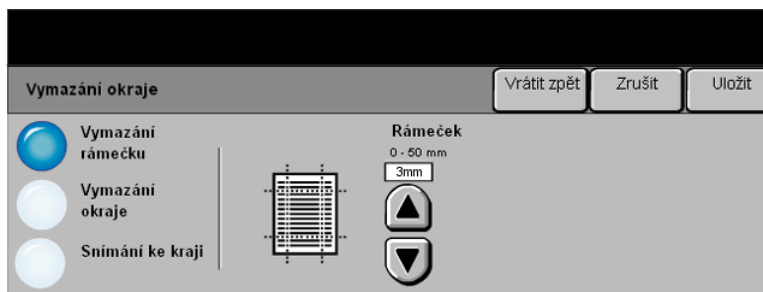 Vymazání okraje
Vrátit zpět
Zrušit
Uložit
Vymazání
rámečku
Vymazání
okraje
Snímání ke kraji
Rámeček
0 - 50 mm
3mm